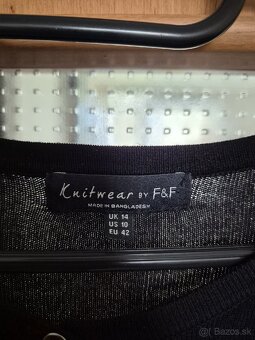 Knitwear BY F&F
MADE IN BANGLADESH
UK 14
US 10
EU 42
Bazos.sk